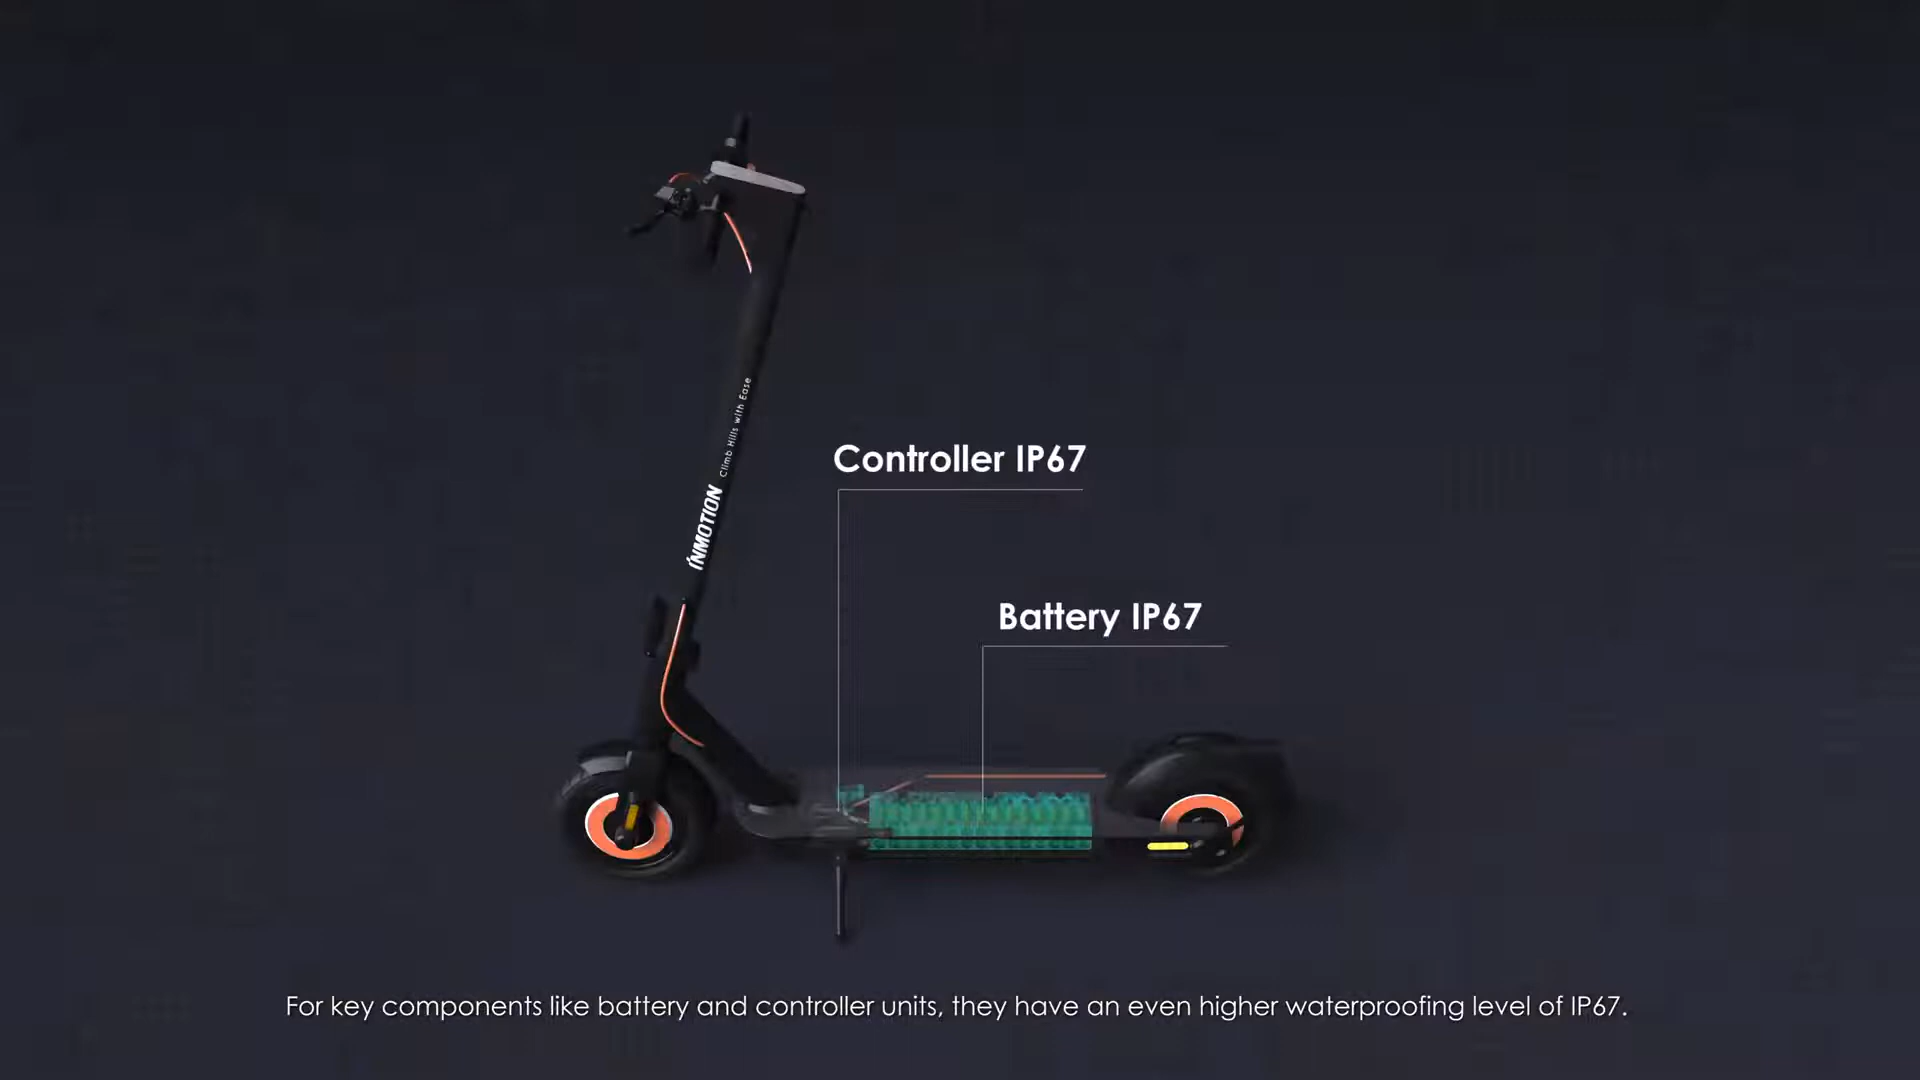 Climb Hills with Ease
INMOTION
Controller IP67
Battery IP67
For key components like battery and controller units, they have an even higher waterproofing level of IP67.